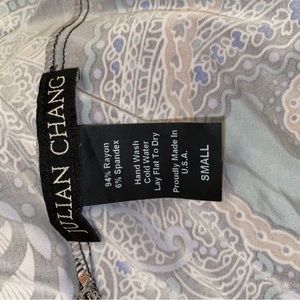 JULIAN CHANG
94% Rayon
6% Spandex
Hand Wash
Cold Water
Lay Flat To Dry
Proudly Made In
U.S.A.
SMALL